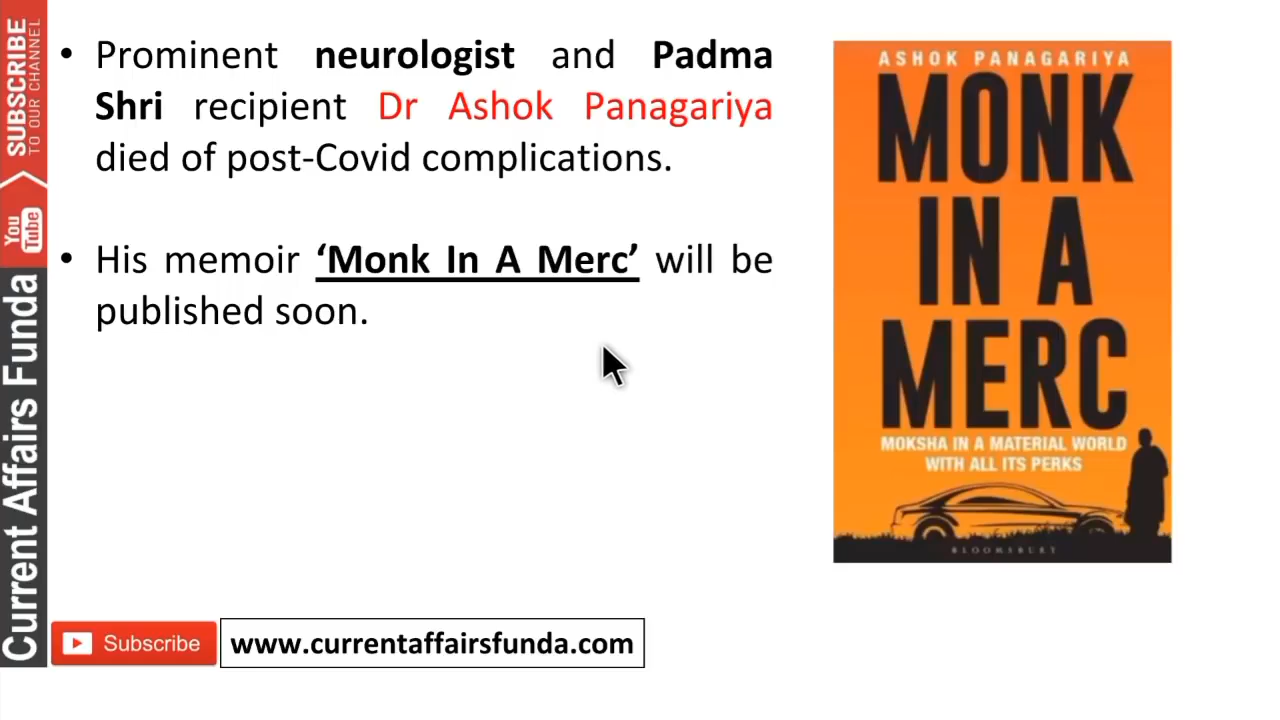 SUBSCRIBE
TO OUR CHANNEL
You
Tube
Current Affairs Funda
• Prominent neurologist and Padma
Shri recipient Dr Ashok Panagariya
died of post-Covid complications.
• His memoir ‘Monk In A Merc’ will be
published soon.
ASHOK PANAGARIYA
MONK
IN A
MERC
MOKSHA IN A MATERIAL WORLD
WITH ALL ITS PERKS
BLOOMSBURY
Subscribe
www.currentaffairsfunda.com